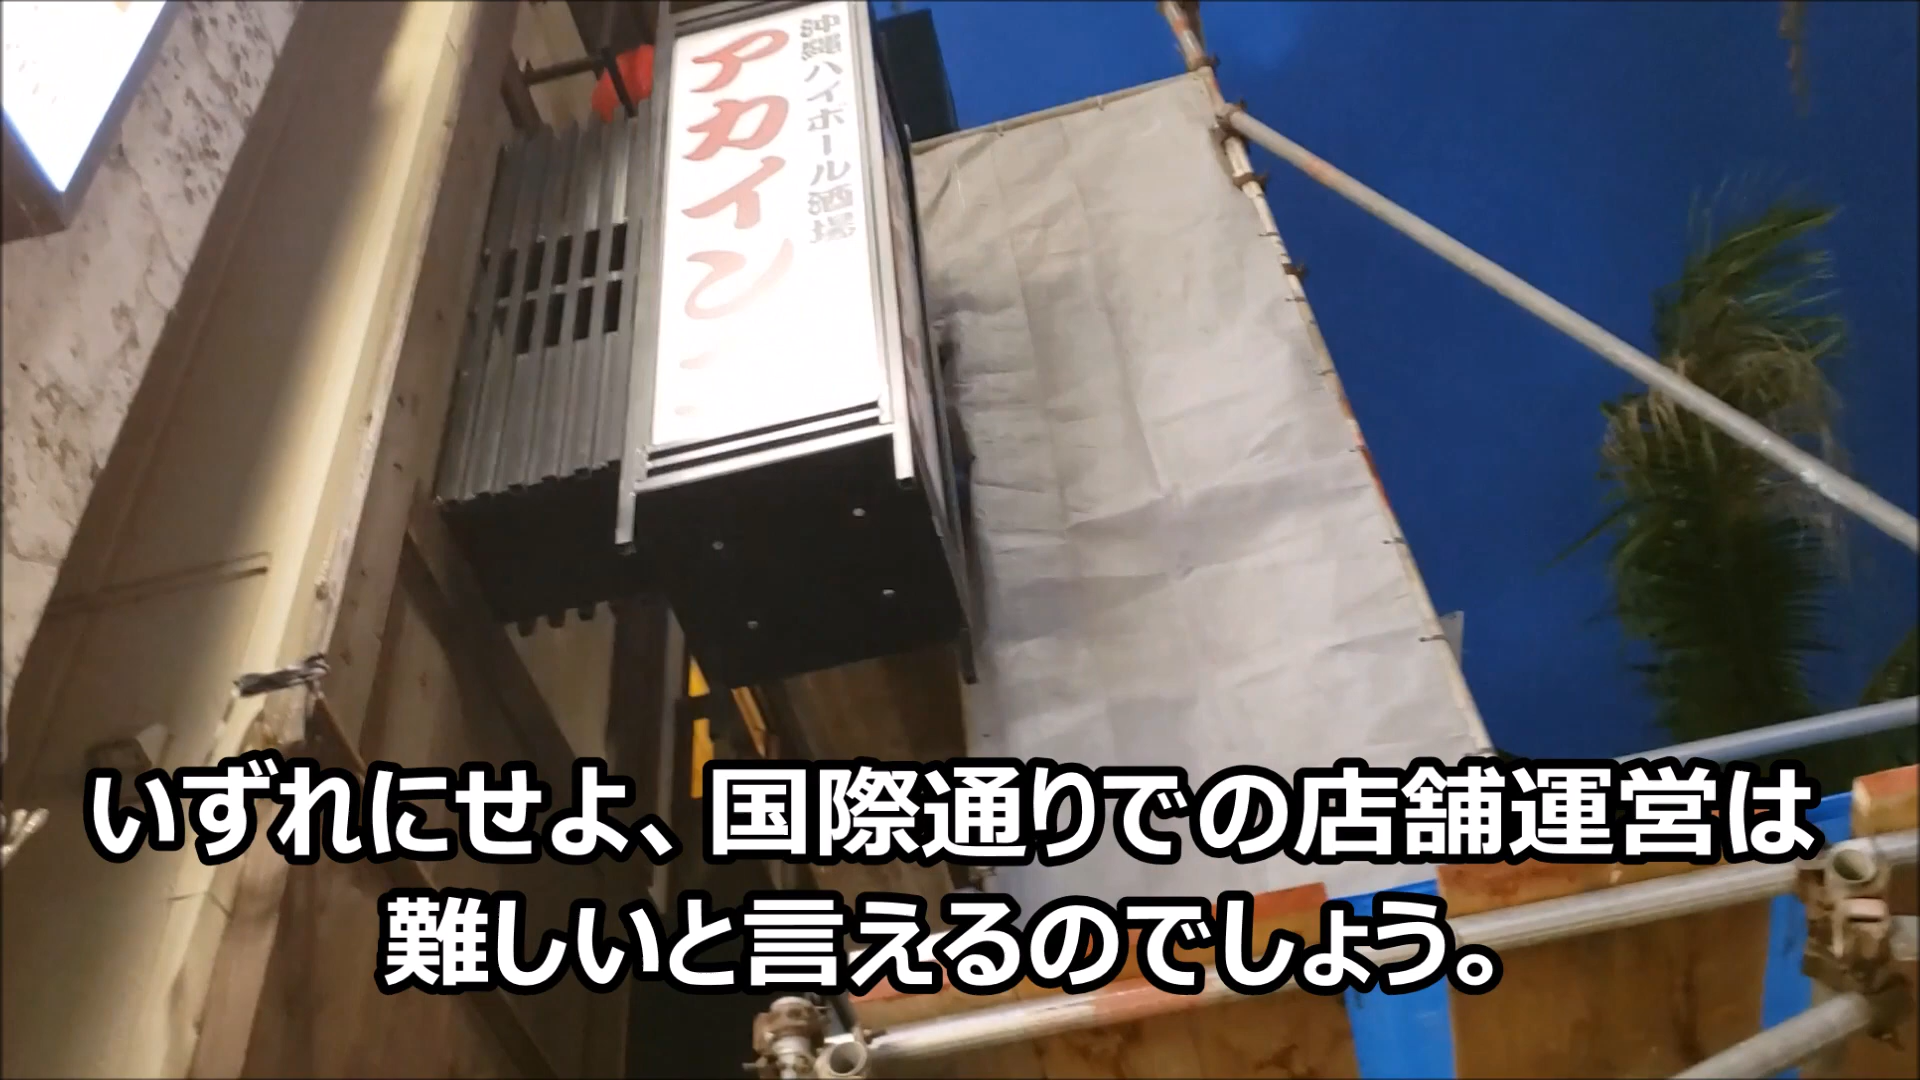 沖縄ハイボール酒場
アカイン
いずれにせよ、国際通りでの店舗運営は
難しいと言えるのでしょう。